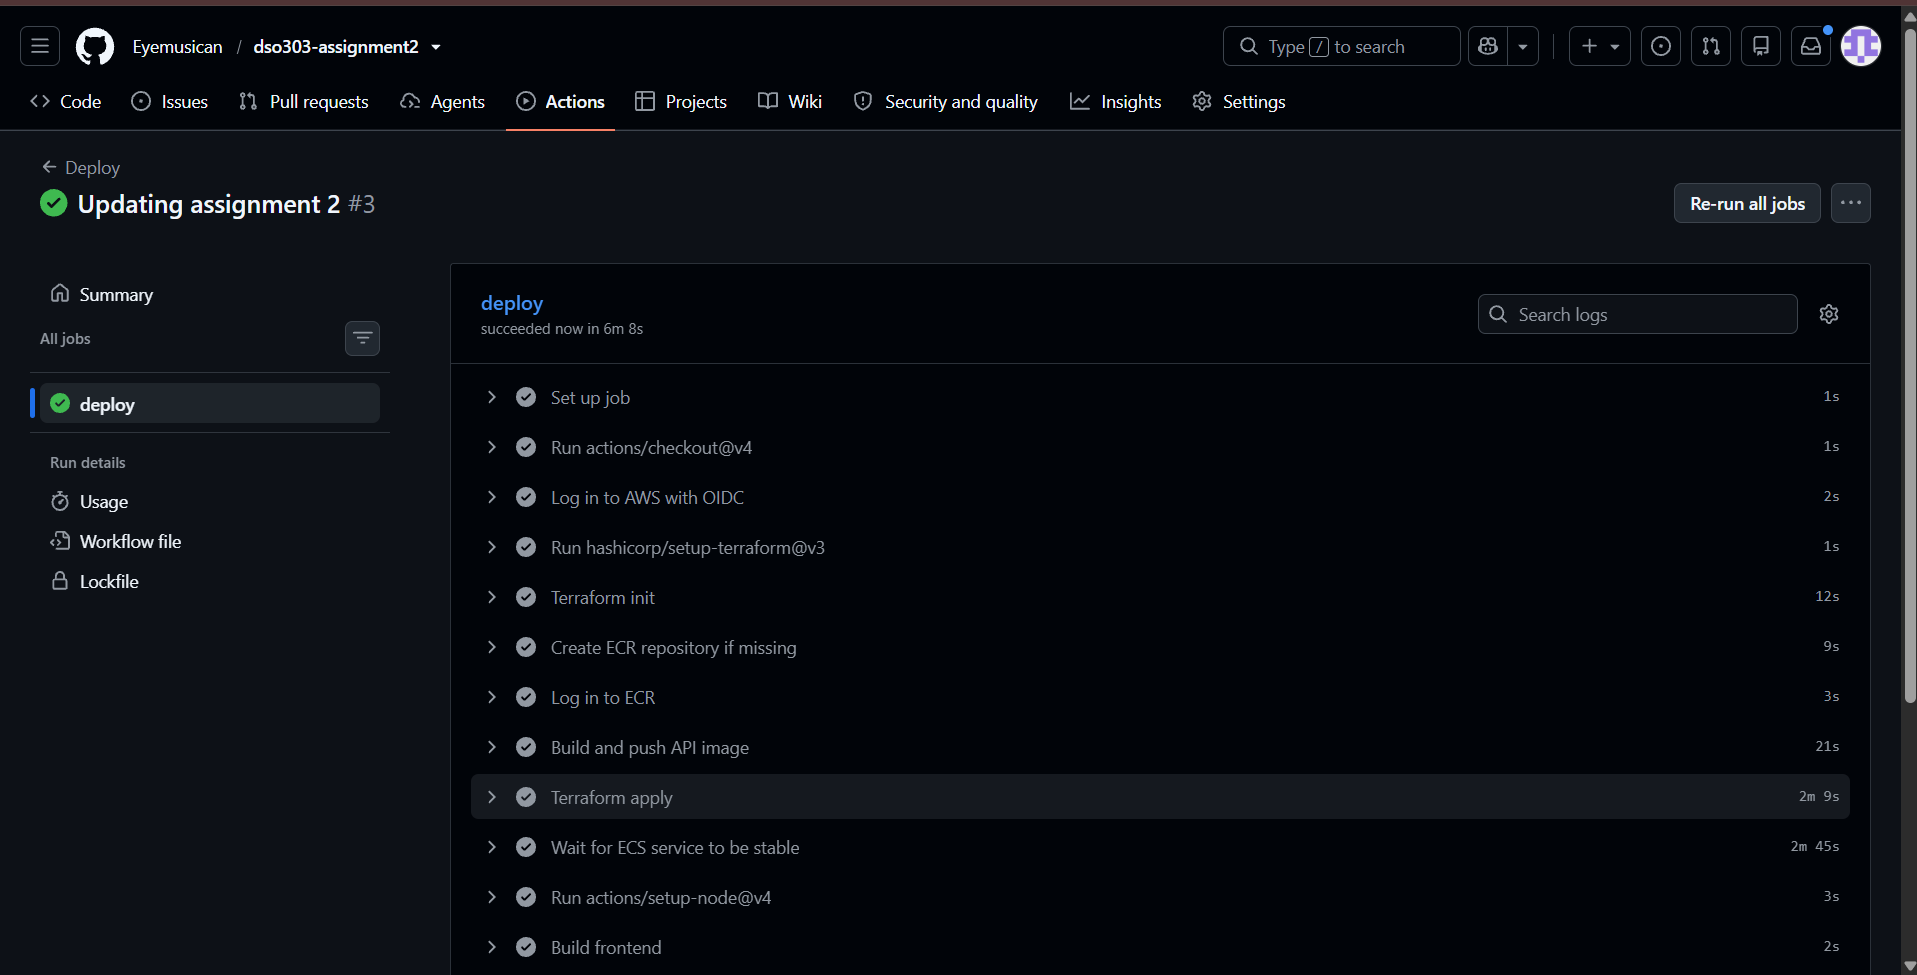 Eyemusican / dso303-assignment2
Type / to search
Code
Issues
Pull requests
Agents
Actions
Projects
Wiki
Security and quality
Insights
Settings
Deploy
Updating assignment 2 #3
Re-run all jobs
Summary
All jobs
deploy
Run details
Usage
Workflow file
Lockfile
deploy
succeeded now in 6m 8s
Search logs
Set up job 1s
Run actions/checkout@v4 1s
Log in to AWS with OIDC 2s
Run hashicorp/setup-terraform@v3 1s
Terraform init 12s
Create ECR repository if missing 9s
Log in to ECR 3s
Build and push API image 21s
Terraform apply 2m 9s
Wait for ECS service to be stable 2m 45s
Run actions/setup-node@v4 3s
Build frontend 2s